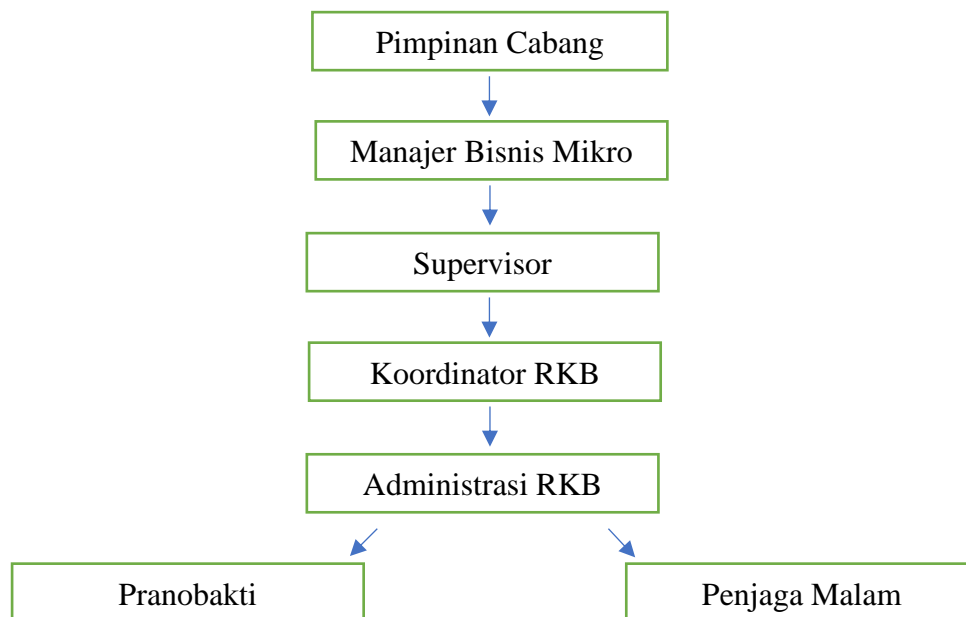 Pimpinan Cabang
Manajer Bisnis Mikro
Supervisor
Koordinator RKB
Administrasi RKB
Pranobakti
Penjaga Malam